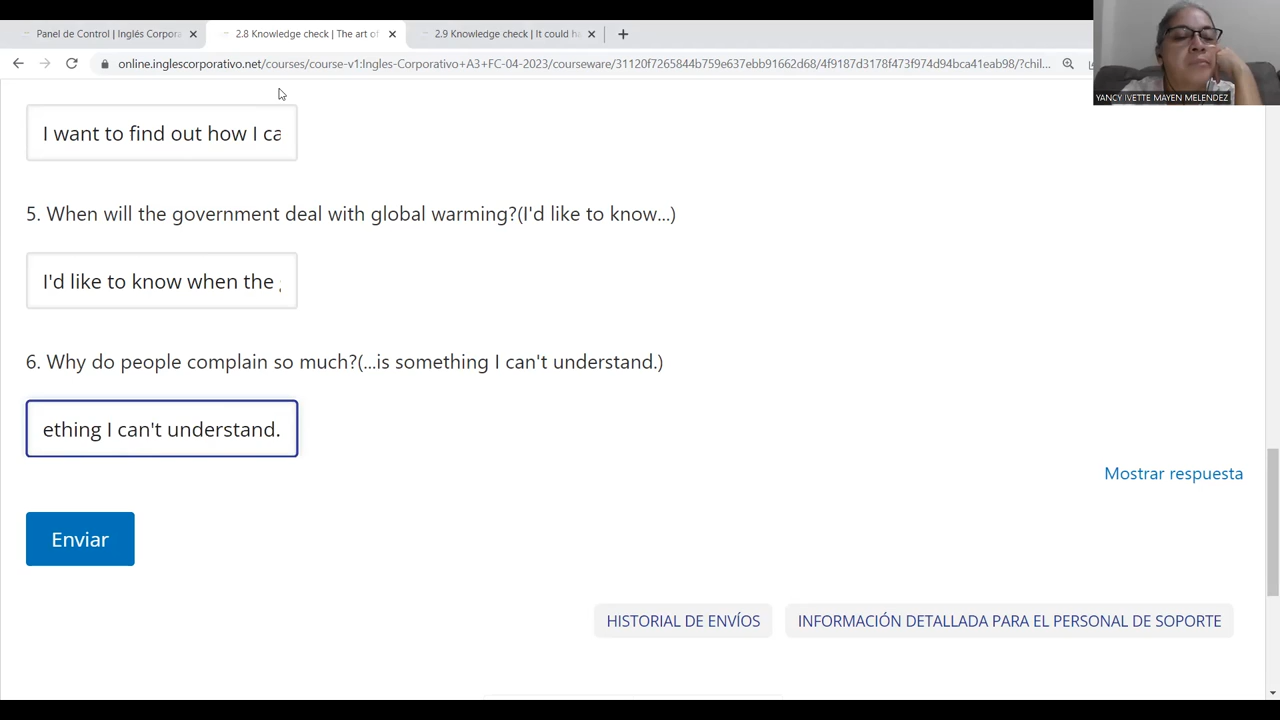 Panel de Control | Inglés Corpora
2.8 Knowledge check | The art of
2.9 Knowledge check | It could ha
online.inglescorporativo.net/courses/course-v1:Ingles-Corporativo+A3+FC-04-2023/courseware/31120f7265844b759e637ebb91662d68/4f9187d3178f473f974d94bca41eab98/?chil...
YANCY IVETTE MAYEN MELENDEZ
I want to find out how I ca
5. When will the government deal with global warming?(I'd like to know...)
I'd like to know when the
6. Why do people complain so much?(...is something I can't understand.)
ething I can't understand.
Mostrar respuesta
Enviar
HISTORIAL DE ENVÍOS
INFORMACIÓN DETALLADA PARA EL PERSONAL DE SOPORTE